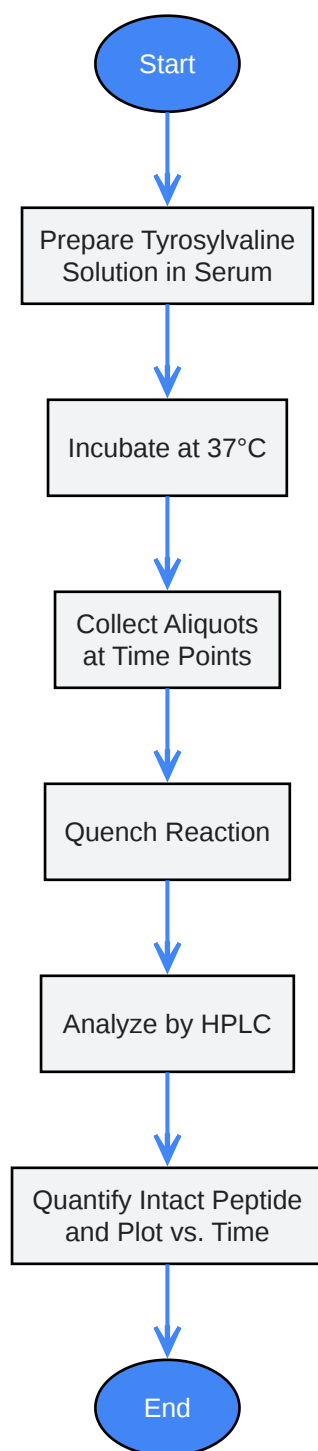 Start
Prepare Tyrosylvaline
Solution in Serum
Incubate at 37°C
Collect Aliquots
at Time Points
Quench Reaction
Analyze by HPLC
Quantify Intact Peptide
and Plot vs. Time
End